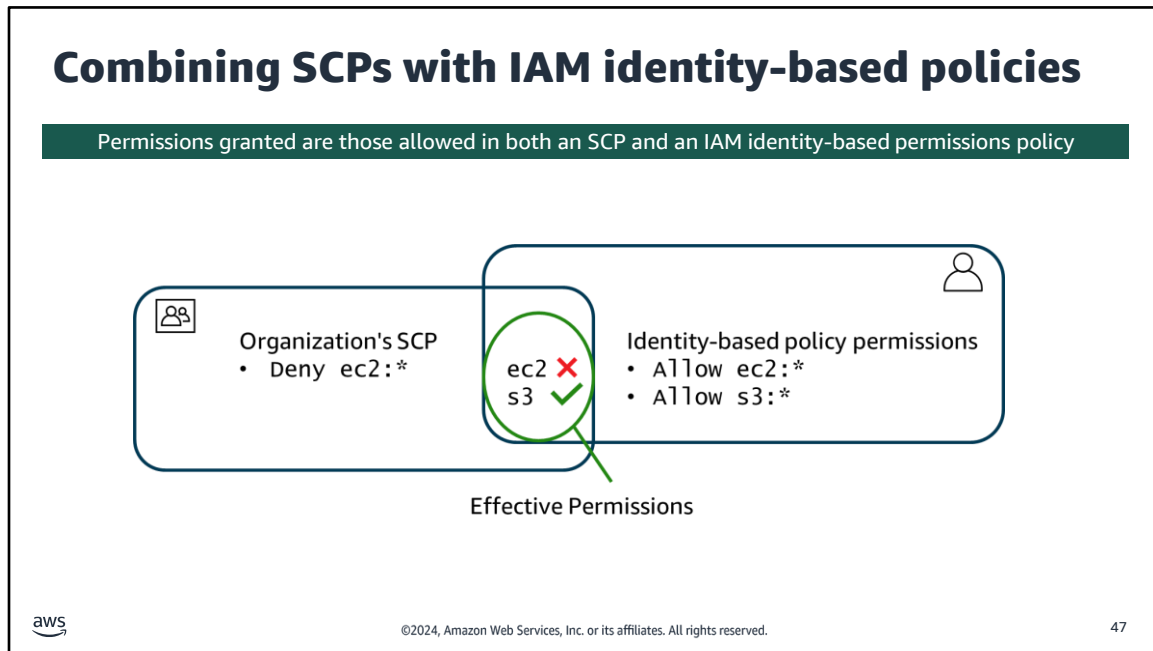 Combining SCPs with IAM identity-based policies
Permissions granted are those allowed in both an SCP and an IAM identity-based permissions policy
Organization's SCP
• Deny ec2:*
ec2
s3
Identity-based policy permissions
• Allow ec2:*
• Allow s3:*
Effective Permissions
aws
©2024, Amazon Web Services, Inc. or its affiliates. All rights reserved.
47